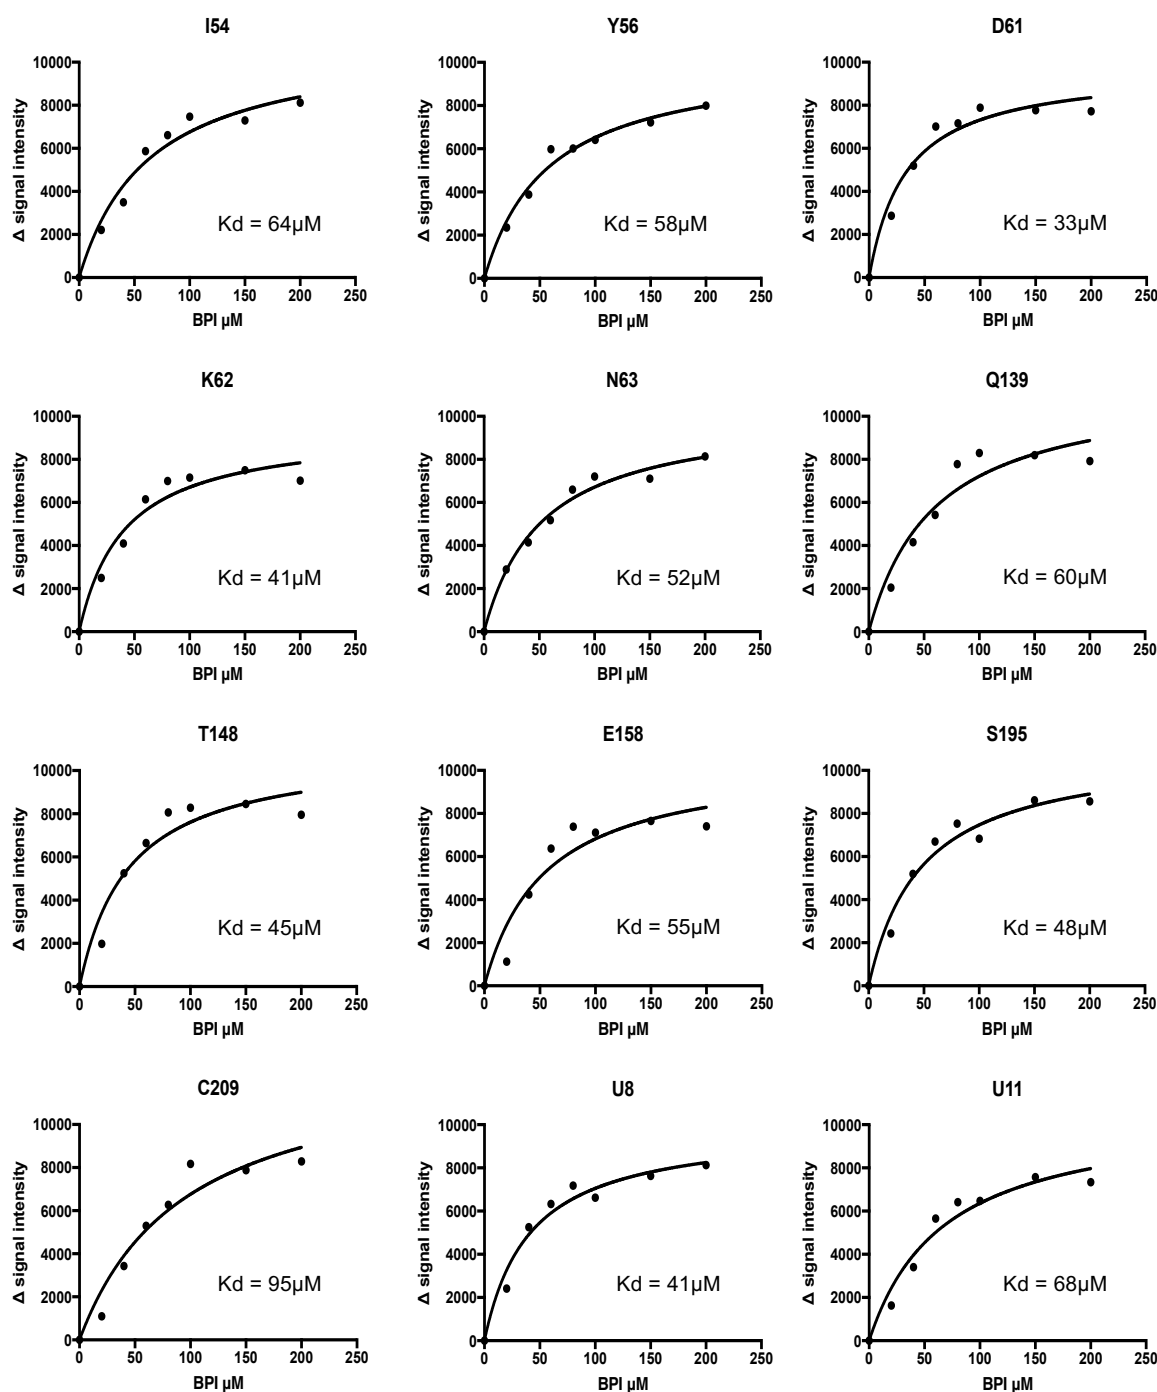 I54
10000
8000
6000
4000
2000
0
Δ signal intensity
Kd = 64µM
0 50 100 150 200 250
BPI µM
Y56
10000
8000
6000
4000
2000
0
Δ signal intensity
Kd = 58µM
0 50 100 150 200 250
BPI µM
D61
10000
8000
6000
4000
2000
0
Δ signal intensity
Kd = 33µM
0 50 100 150 200 250
BPI µM
K62
10000
8000
6000
4000
2000
0
Δ signal intensity
Kd = 41µM
0 50 100 150 200 250
BPI µM
N63
10000
8000
6000
4000
2000
0
Δ signal intensity
Kd = 52µM
0 50 100 150 200 250
BPI µM
Q139
10000
8000
6000
4000
2000
0
Δ signal intensity
Kd = 60µM
0 50 100 150 200 250
BPI µM
T148
10000
8000
6000
4000
2000
0
Δ signal intensity
Kd = 45µM
0 50 100 150 200 250
BPI µM
E158
10000
8000
6000
4000
2000
0
Δ signal intensity
Kd = 55µM
0 50 100 150 200 250
BPI µM
S195
10000
8000
6000
4000
2000
0
Δ signal intensity
Kd = 48µM
0 50 100 150 200 250
BPI µM
C209
10000
8000
6000
4000
2000
0
Δ signal intensity
Kd = 95µM
0 50 100 150 200 250
BPI µM
U8
10000
8000
6000
4000
2000
0
Δ signal intensity
Kd = 41µM
0 50 100 150 200 250
BPI µM
U11
10000
8000
6000
4000
2000
0
Δ signal intensity
Kd = 68µM
0 50 100 150 200 250
BPI µM